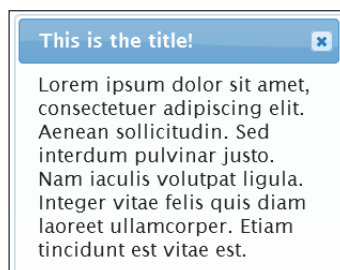 This is the title!
Lorem ipsum dolor sit amet,
consectetuer adipiscing elit.
Aenean sollicitudin. Sed
interdum pulvinar justo.
Nam iaculis volutpat ligula.
Integer vitae felis quis diam
laoreet ullamcorper. Etiam
tincidunt est vitae est.